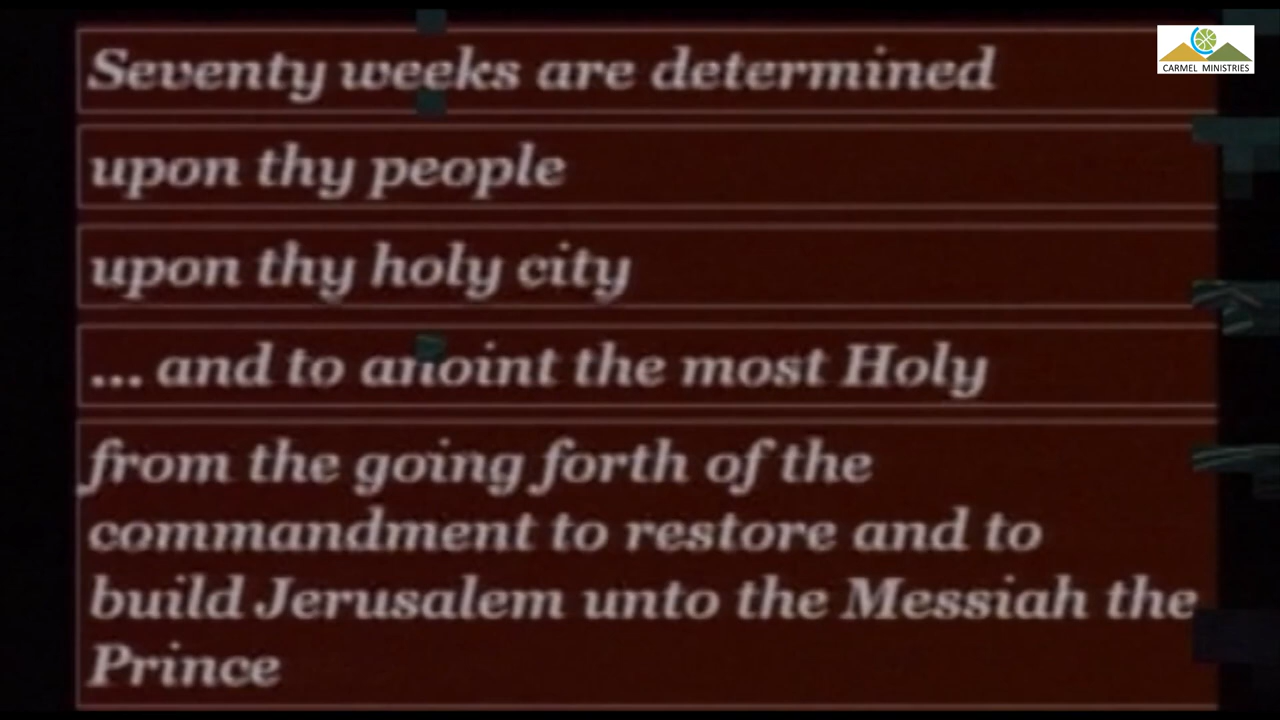 Seventy weeks are determined
upon thy people
upon thy holy city
... and to anoint the most Holy
from the going forth of the
commandment to restore and to
build Jerusalem unto the Messiah the
Prince
CARMEL MINISTRIES